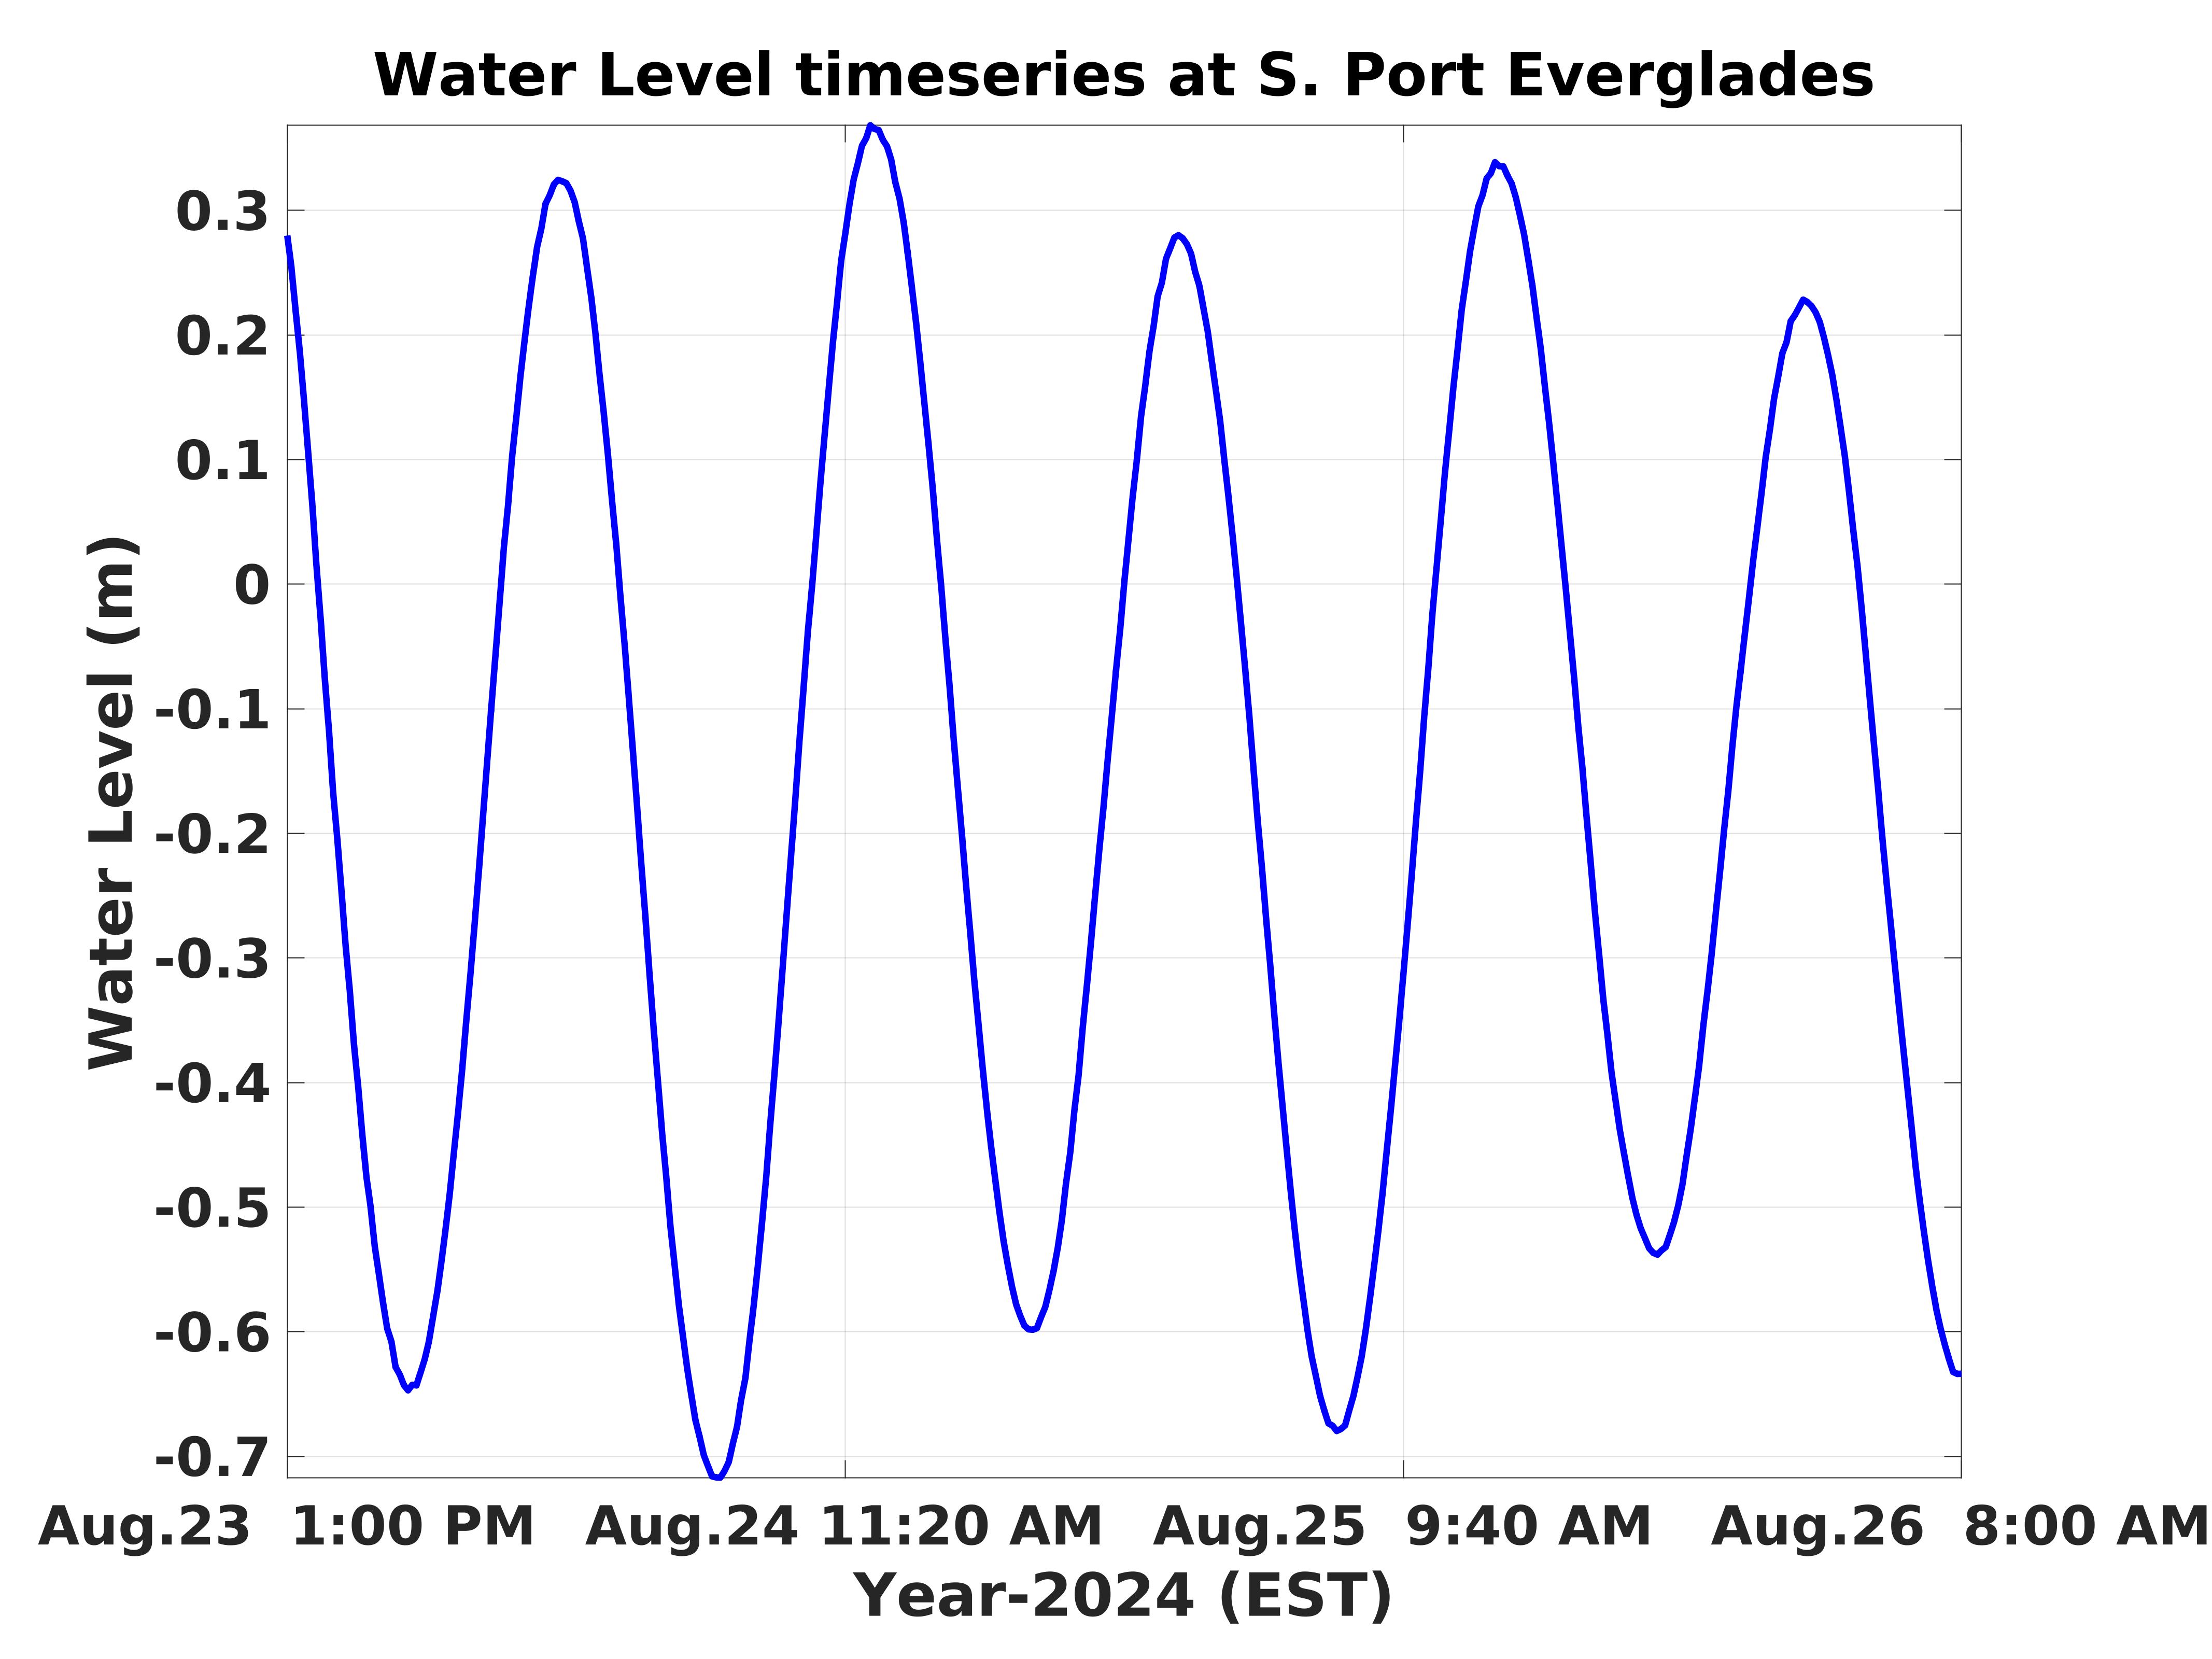 Water Level timeseries at S. Port Everglades
Water Level (m)
0.3
0.2
0.1
0
-0.1
-0.2
-0.3
-0.4
-0.5
-0.6
-0.7
Aug.23 1:00 PM Aug.24 11:20 AM Aug.25 9:40 AM Aug.26 8:00 AM
Year-2024 (EST)